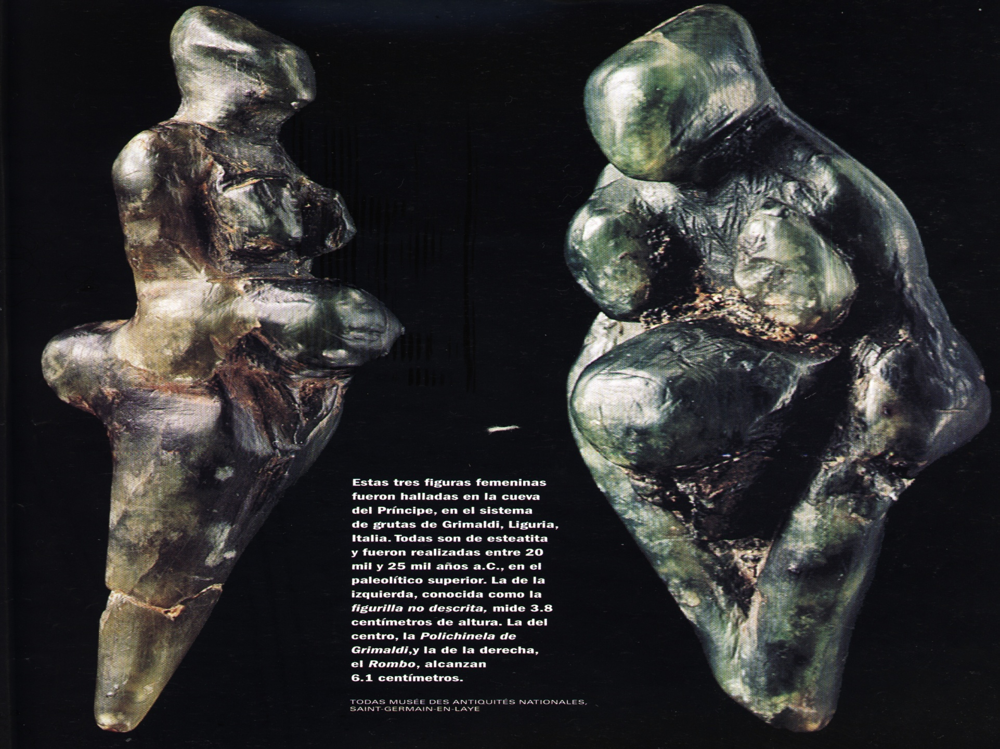 Estas tres figuras femeninas
fueron halladas en la cueva
del Príncipe, en el sistema
de grutas de Grimaldi, Liguria,
Italia. Todas son de esteatita
y fueron realizadas entre 20
mil y 25 mil años a.C., en el
paleolítico superior. La de la
izquierda, conocida como la
figurilla no descrita, mide 3.8
centímetros de altura. La del
centro, la Polichinela de
Grimaldi,y la de la derecha,
el Rombo, alcanzan
6.1 centímetros.
TODAS MUSÉE DES ANTIQUITÉS NATIONALES,
SAINT-GERMAIN-EN-LAYE